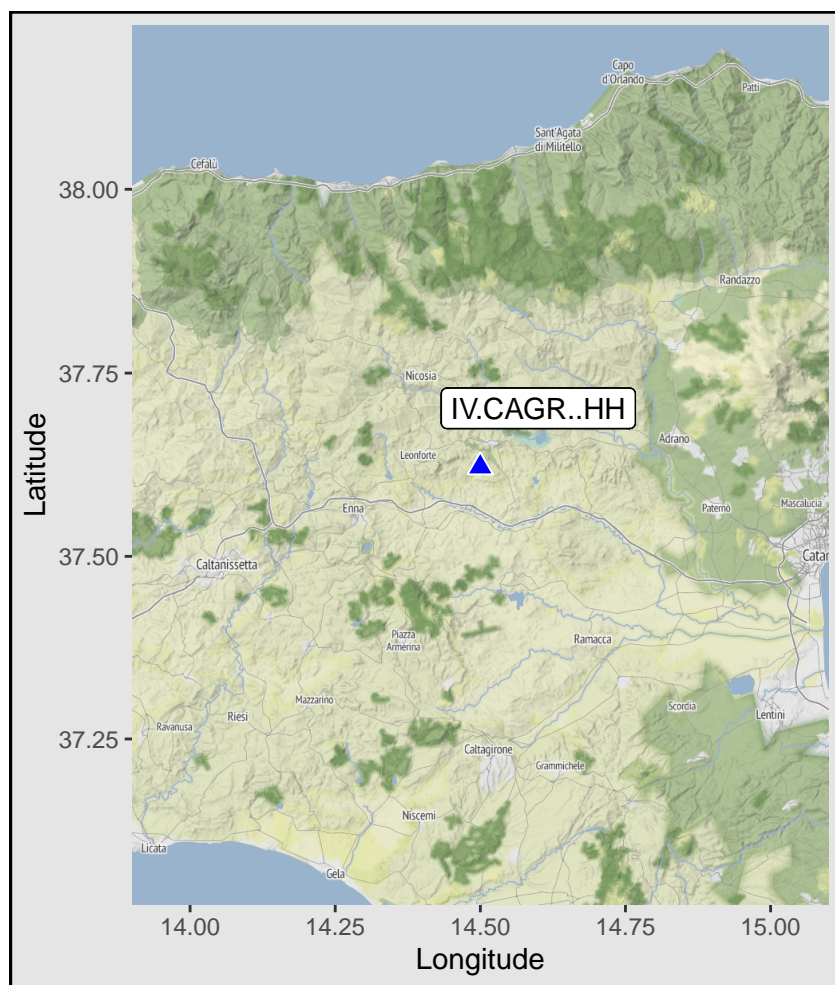 Capo
d'Orlando
Patti
Sant'Agata
di Militello
Cefalù
38.00
Randazzo
37.75
Nicosia
IV.CAGR..HH
Adrano
Leonforte
Latitude
Paternò
Mascalucia
Enna
37.50
Catan
Caltanissetta
Piazza
Armerina
Ramacca
Mazzarino
Scordia
Riesi
Lentini
Ravanusa
37.25
Caltagirone
Grammichele
Niscemi
Licata
Gela
14.00
14.25
14.50
14.75
15.00
Longitude